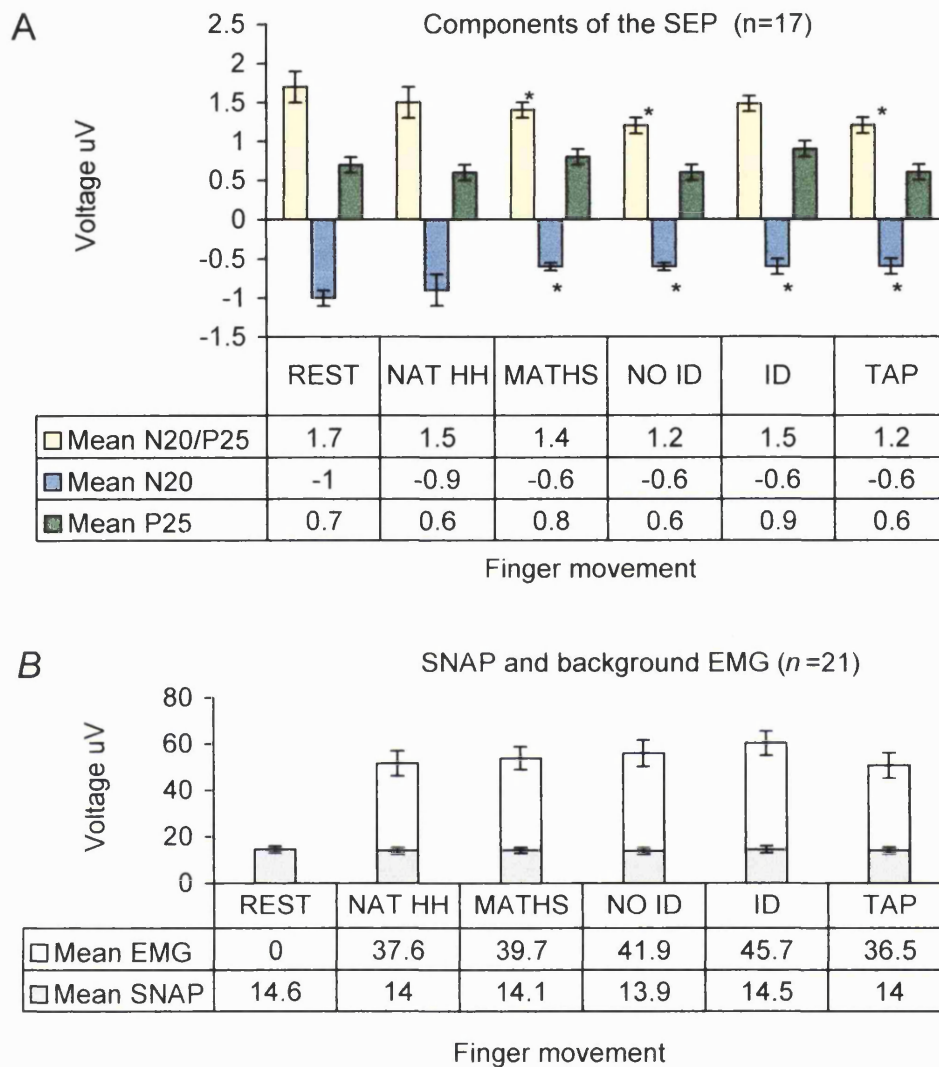 A
Components of the SEP (n=17)
Voltage uV
2.5
2
1.5
1
0.5
0
-0.5
-1
-1.5
* * *
* * * *
REST NAT HH MATHS NO ID ID TAP
Mean N20/P25 1.7 1.5 1.4 1.2 1.5 1.2
Mean N20 -1 -0.9 -0.6 -0.6 -0.6 -0.6
Mean P25 0.7 0.6 0.8 0.6 0.9 0.6
Finger movement
B
SNAP and background EMG (n=21)
Voltage uV
80
60
40
20
0
REST NAT HH MATHS NO ID ID TAP
Mean EMG 0 37.6 39.7 41.9 45.7 36.5
Mean SNAP 14.6 14 14.1 13.9 14.5 14
Finger movement